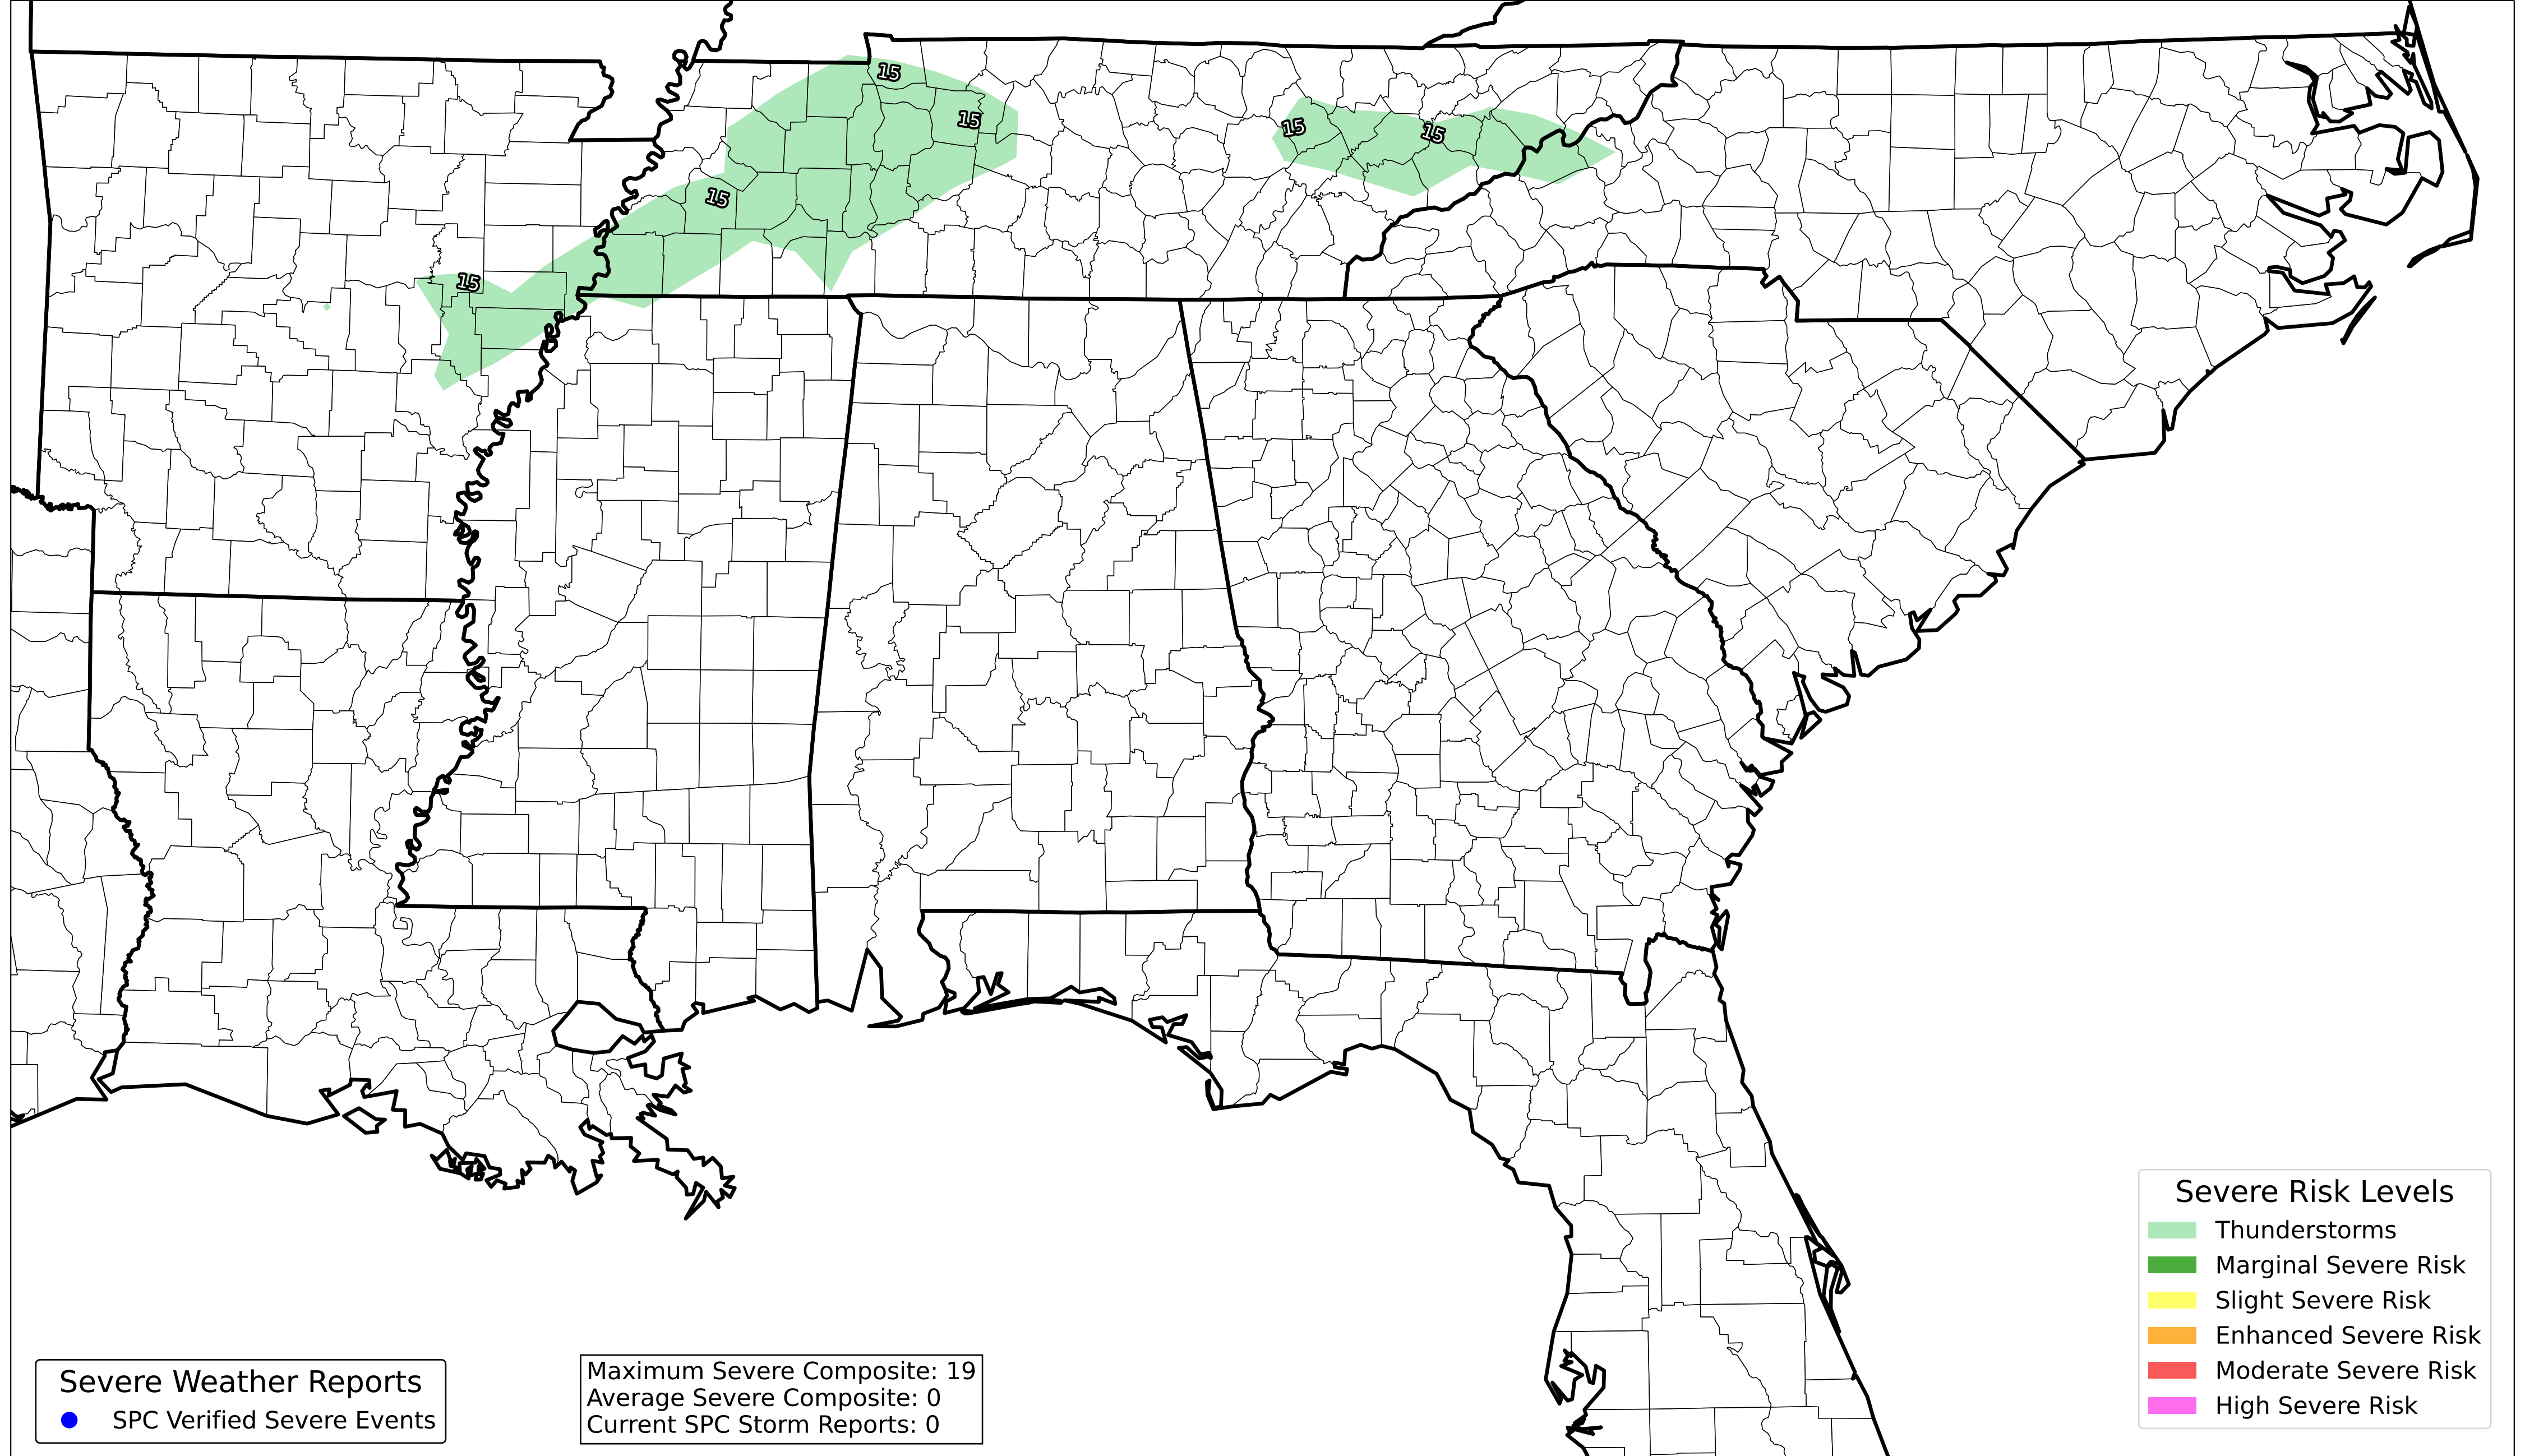 15
15
15
15
15
15
Severe Risk Levels
Thunderstorms
Marginal Severe Risk
Slight Severe Risk
Enhanced Severe Risk
Moderate Severe Risk
High Severe Risk
Severe Weather Reports
SPC Verified Severe Events
Maximum Severe Composite: 19
Average Severe Composite: 0
Current SPC Storm Reports: 0